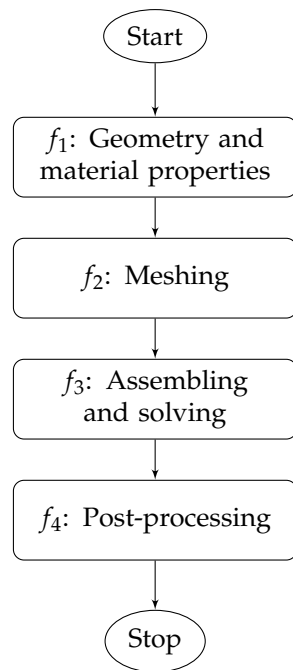 Start
f₁: Geometry and
material properties
f₂: Meshing
f₃: Assembling
and solving
f₄: Post-processing
Stop